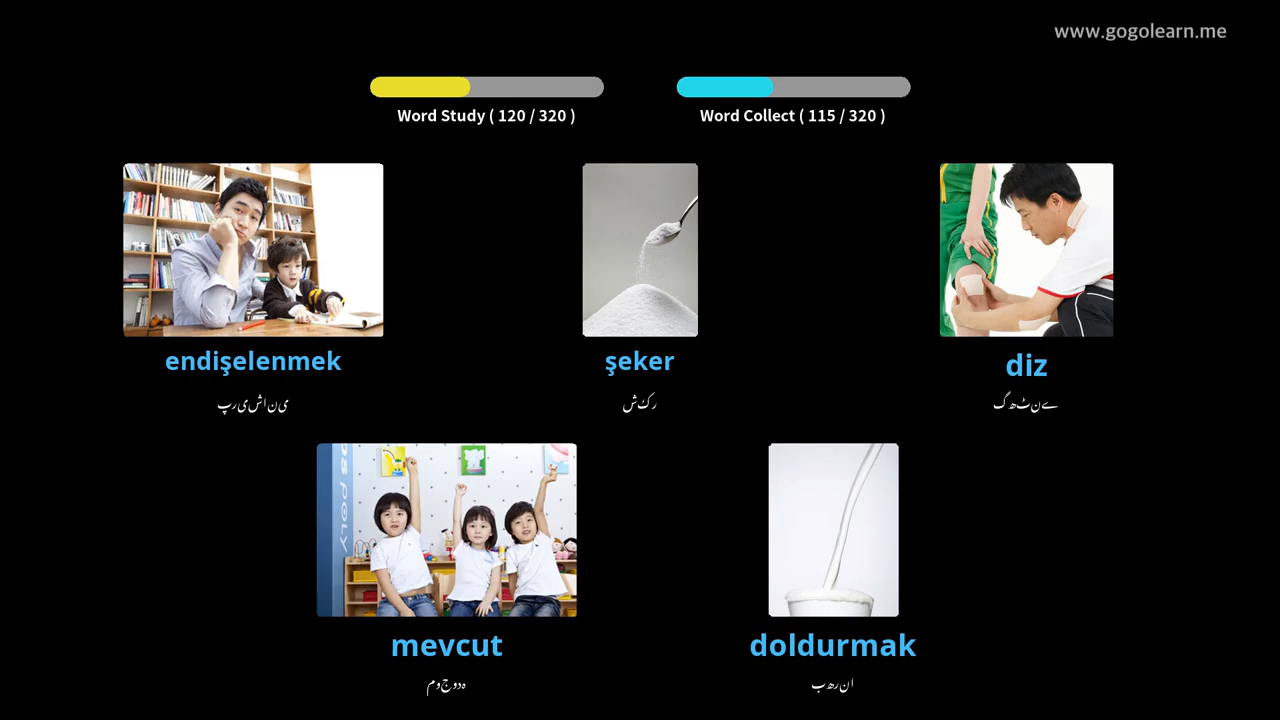 www.gogolearn.me
Word Study ( 120 / 320 )
Word Collect ( 115 / 320 )
endişelenmek
şeker
diz
پریشانی
شکر
گھٹنے
mevcut
doldurmak
موجودہ
بھرنا